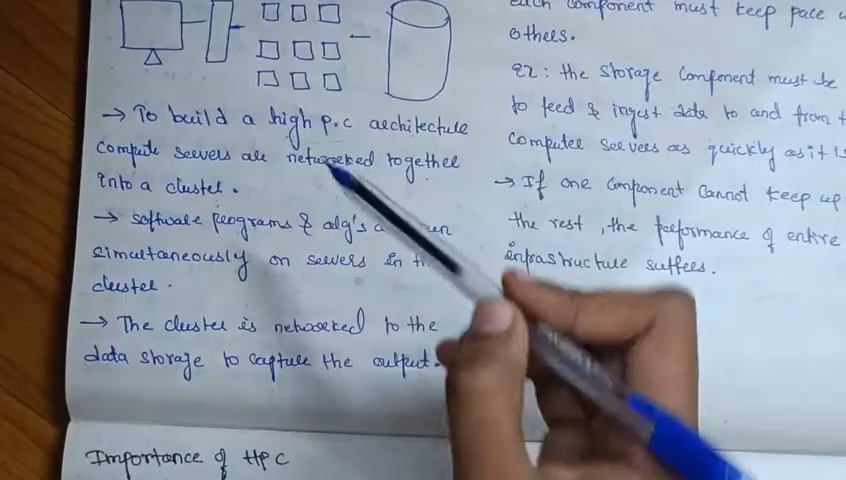 → To build a high p.c architecture
compute servers are networked together
into a cluster.
→ software programs & alg's
simultaneously on servers in
cluster.
→ The cluster is networked to the
data storage to capture the output.
Importance of HPC
each component must keep pace
others.
Ex: the storage component must be
to feed & ingest data to and from
computer servers as quickly as it is
→ If one component cannot keep up
the rest, the performance of entire
infrastructure suffers.